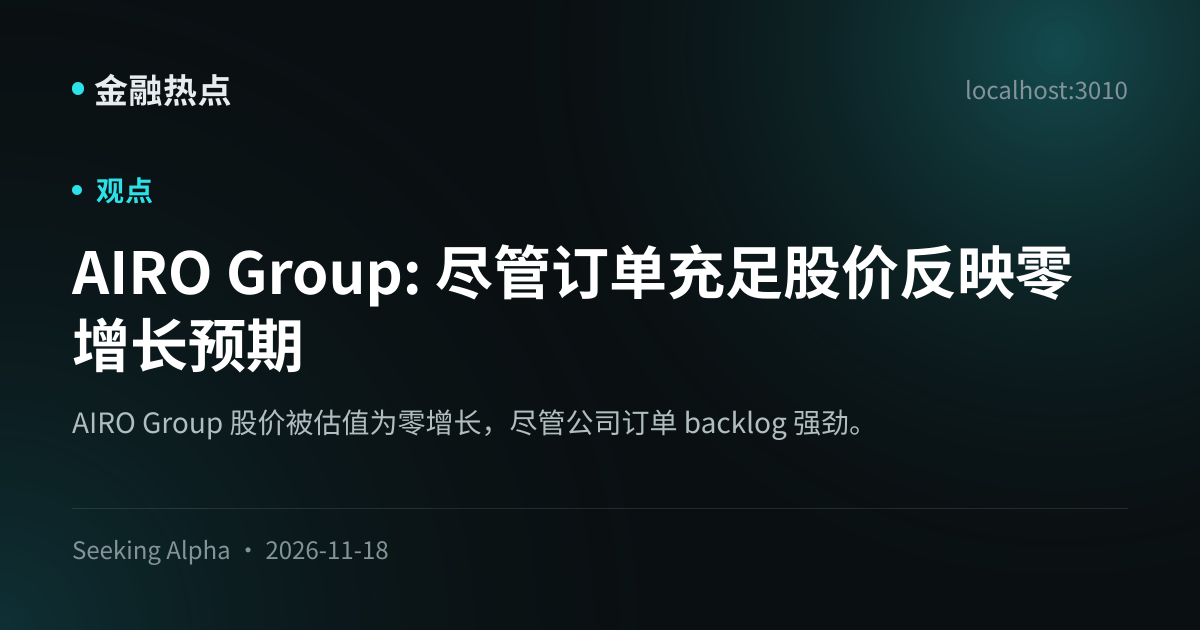 金融热点
localhost:3010
观点
AIRO Group: 尽管订单充足股价反映零
增长预期
AIRO Group 股价被估值为零增长，尽管公司订单 backlog 强劲。
Seeking Alpha · 2026-11-18